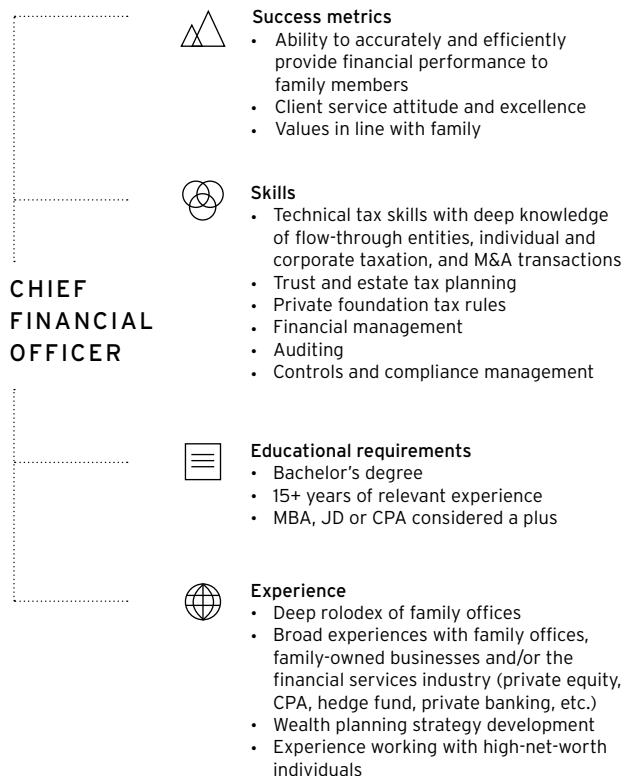 Success metrics
• Ability to accurately and efficiently
provide financial performance to
family members
• Client service attitude and excellence
• Values in line with family
Skills
• Technical tax skills with deep knowledge
of flow-through entities, individual and
corporate taxation, and M&A transactions
• Trust and estate tax planning
• Private foundation tax rules
• Financial management
• Auditing
• Controls and compliance management
CHIEF
FINANCIAL
OFFICER
Educational requirements
• Bachelor's degree
• 15+ years of relevant experience
• MBA, JD or CPA considered a plus
Experience
• Deep rolodex of family offices
• Broad experiences with family offices,
family-owned businesses and/or the
financial services industry (private equity,
CPA, hedge fund, private banking, etc.)
• Wealth planning strategy development
• Experience working with high-net-worth
individuals